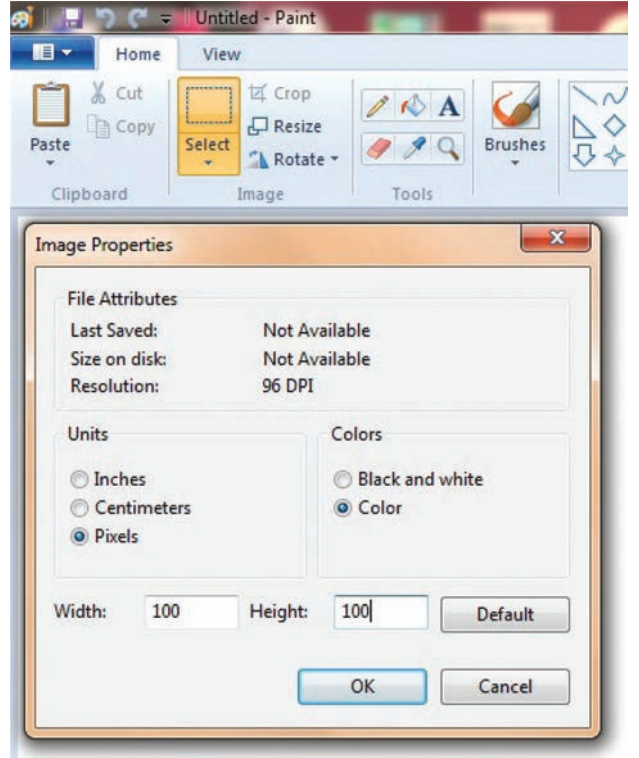 Untitled - Paint
Home View
Cut
Copy
Paste
Clipboard
Select
Crop
Resize
Rotate
Image
A
Tools
Brushes
Image Properties
File Attributes
Last Saved: Not Available
Size on disk: Not Available
Resolution: 96 DPI
Units
Inches
Centimeters
Pixels
Colors
Black and white
Color
Width: 100 Height: 100 Default
OK Cancel